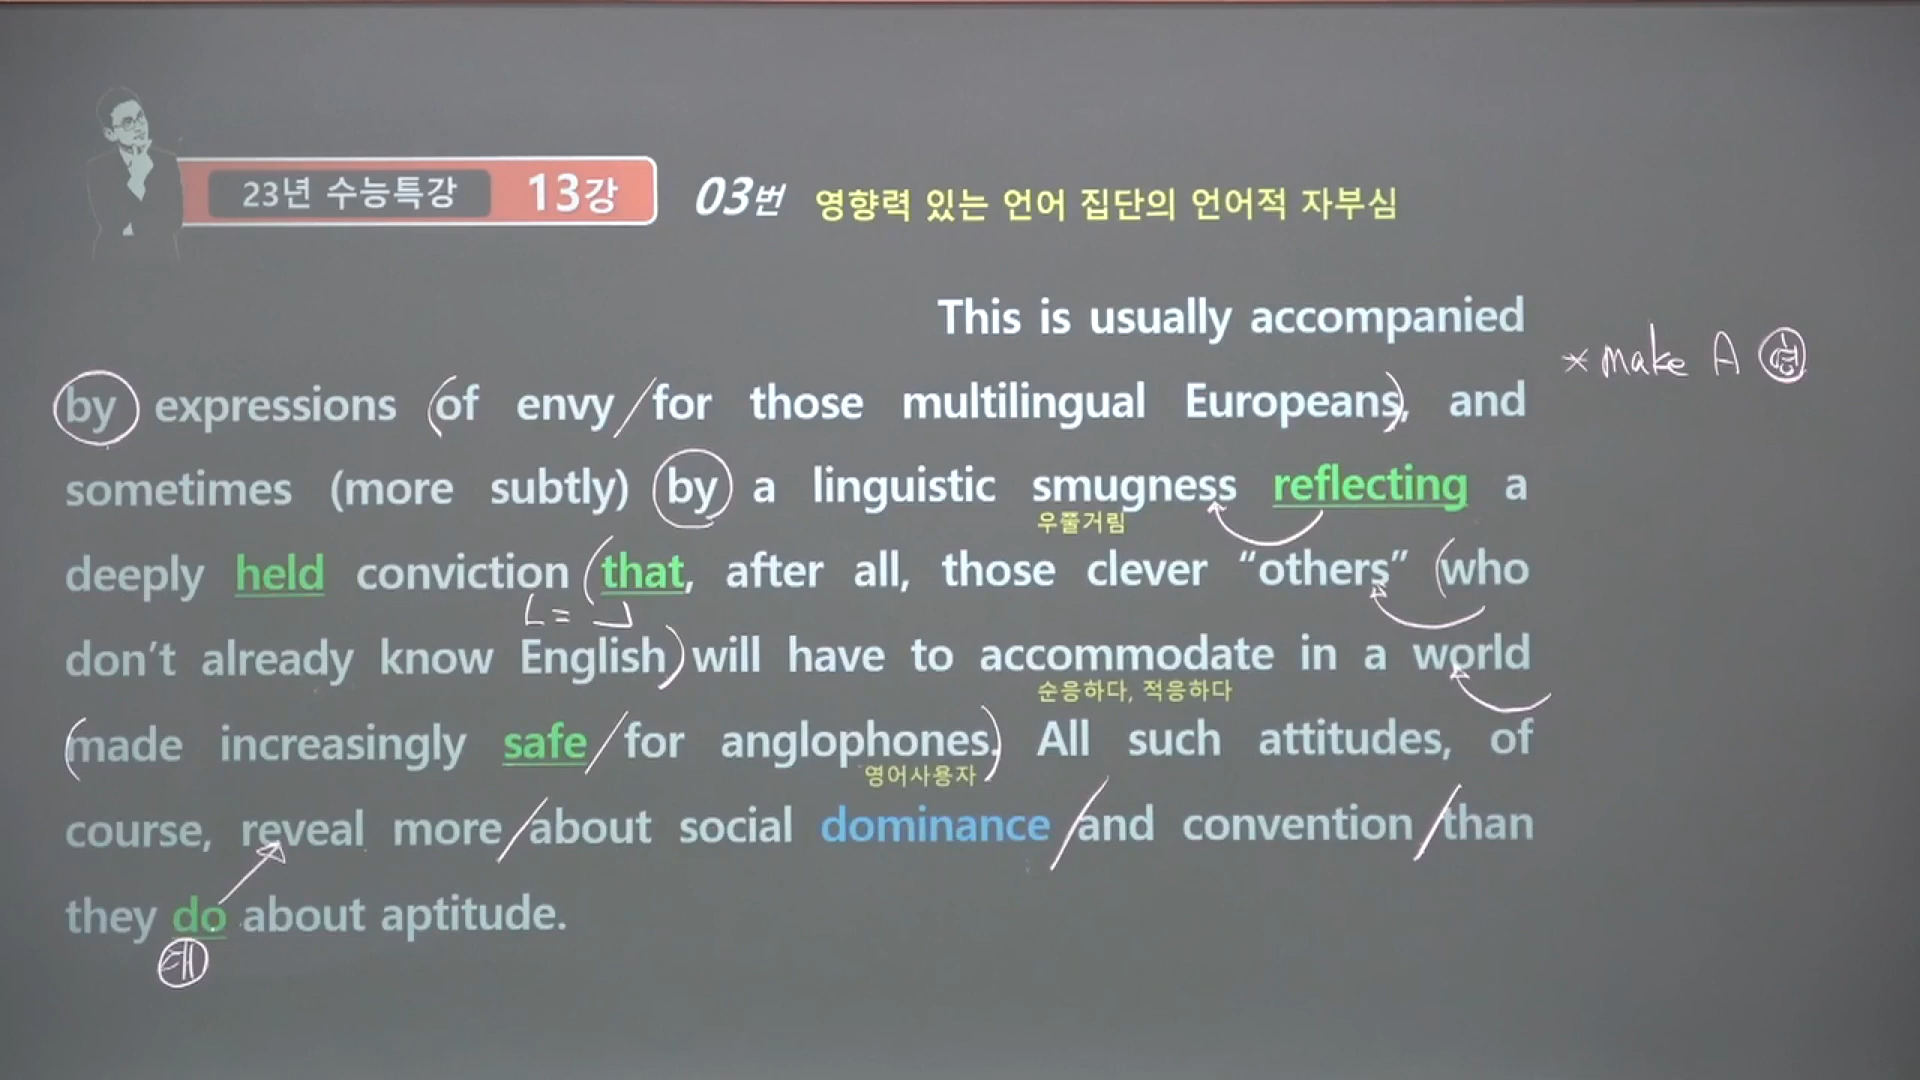 23년 수능특강 13강 03번 영향력 있는 언어 집단의 언어적 자부심
This is usually accompanied
* make A 형
by expressions (of envy / for those multilingual Europeans), and
sometimes (more subtly) by a linguistic smugness reflecting a
우쭐거림
deeply held conviction (that, after all, those clever “others” (who
[ = ]
don't already know English) will have to accommodate in a world
순응하다, 적응하다
(made increasingly safe / for anglophones.) All such attitudes, of
영어사용자
course, reveal more / about social dominance / and convention / than
they do about aptitude.